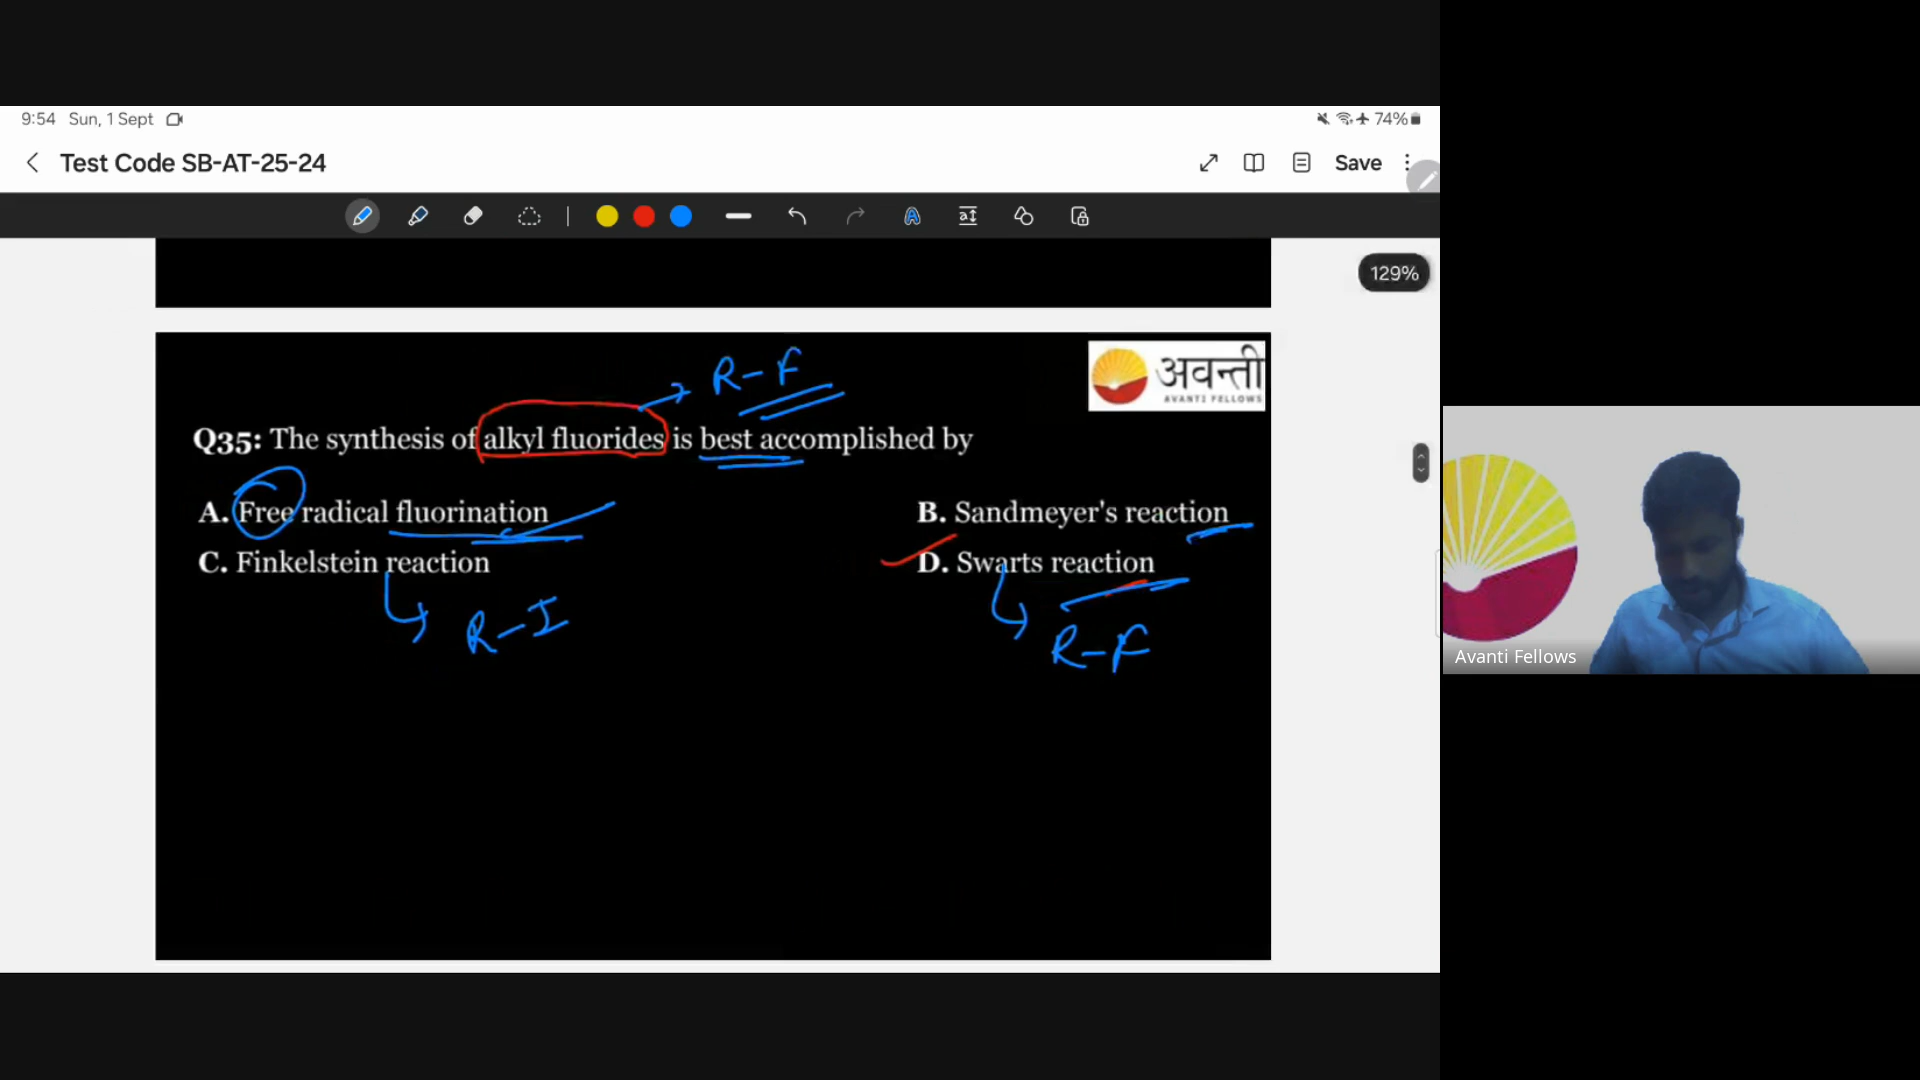 9:54 Sun, 1 Sept
74%
Test Code SB-AT-25-24
Save
129%
R-F
अवन्ती
AVANTI FELLOWS
Q35: The synthesis of alkyl fluorides is best accomplished by
A. Free radical fluorination
B. Sandmeyer's reaction
C. Finkelstein reaction
D. Swarts reaction
R-I
R-F
Avanti Fellows